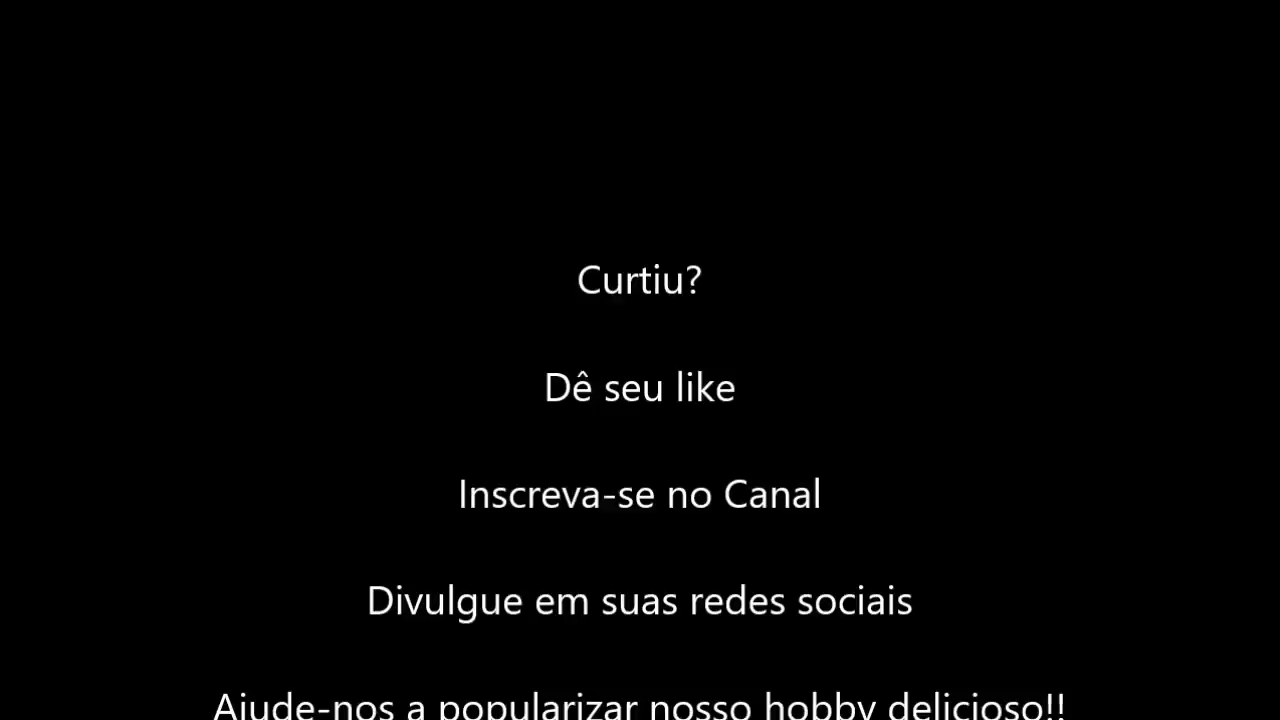 Curtiu?
Dê seu like
Inscreva-se no Canal
Divulgue em suas redes sociais
Ajude-nos a popularizar nosso hobby delicioso!!